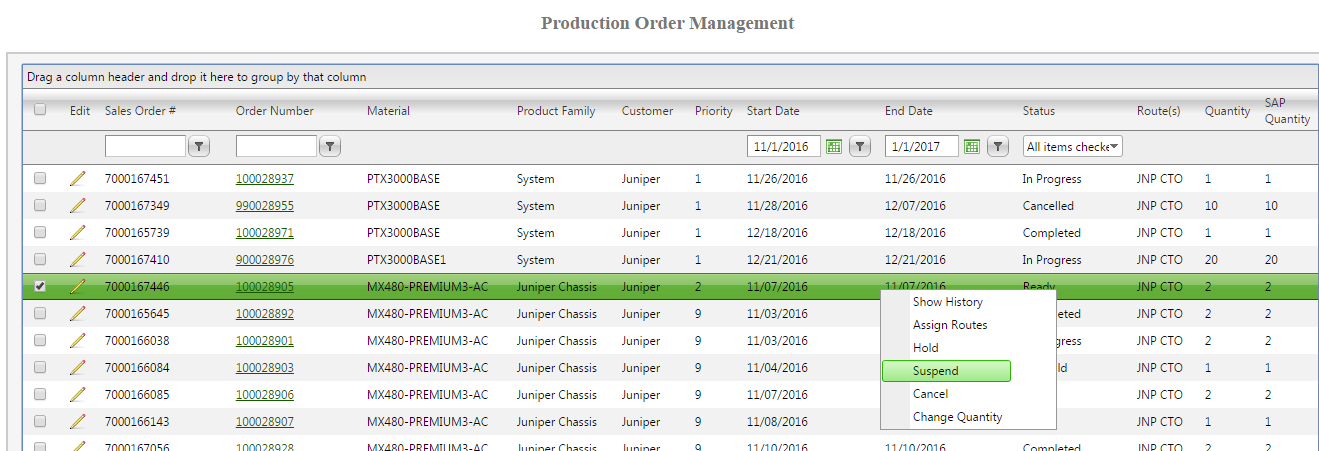 Production Order Management
Drag a column header and drop it here to group by that column
Edit Sales Order # Order Number Material Product Family Customer Priority Start Date End Date Status Route(s) Quantity SAP Quantity
11/1/2016 1/1/2017 All items checke
7000167451 100028937 PTX3000BASE System Juniper 1 11/26/2016 11/26/2016 In Progress JNP CTO 1 1
7000167349 990028955 PTX3000BASE System Juniper 1 11/28/2016 12/07/2016 Cancelled JNP CTO 10 10
7000165739 100028971 PTX3000BASE System Juniper 1 12/18/2016 12/18/2016 Completed JNP CTO 1 1
7000167410 900028976 PTX3000BASE1 System Juniper 1 12/21/2016 12/21/2016 In Progress JNP CTO 20 20
7000167446 100028905 MX480-PREMIUM3-AC Juniper Chassis Juniper 2 11/07/2016 11/07/2016 Ready JNP CTO 2 2
Show History
7000165645 100028892 MX480-PREMIUM3-AC Juniper Chassis Juniper 9 11/03/2016 eted JNP CTO 2 2
Assign Routes
7000166038 100028901 MX480-PREMIUM3-AC Juniper Chassis Juniper 9 11/03/2016 gress JNP CTO 2 2
Hold
7000166084 100028903 MX480-PREMIUM3-AC Juniper Chassis Juniper 9 11/04/2016 ld JNP CTO 1 1
Suspend
7000166085 100028906 MX480-PREMIUM3-AC Juniper Chassis Juniper 9 11/07/2016 JNP CTO 2 2
Cancel
7000166143 100028907 MX480-PREMIUM3-AC Juniper Chassis Juniper 9 11/08/2016 JNP CTO 1 1
Change Quantity
7000167056 100028928 MX480-PREMIUM3-AC Juniper Chassis Juniper 9 11/10/2016 11/10/2016 Completed JNP CTO 2 2